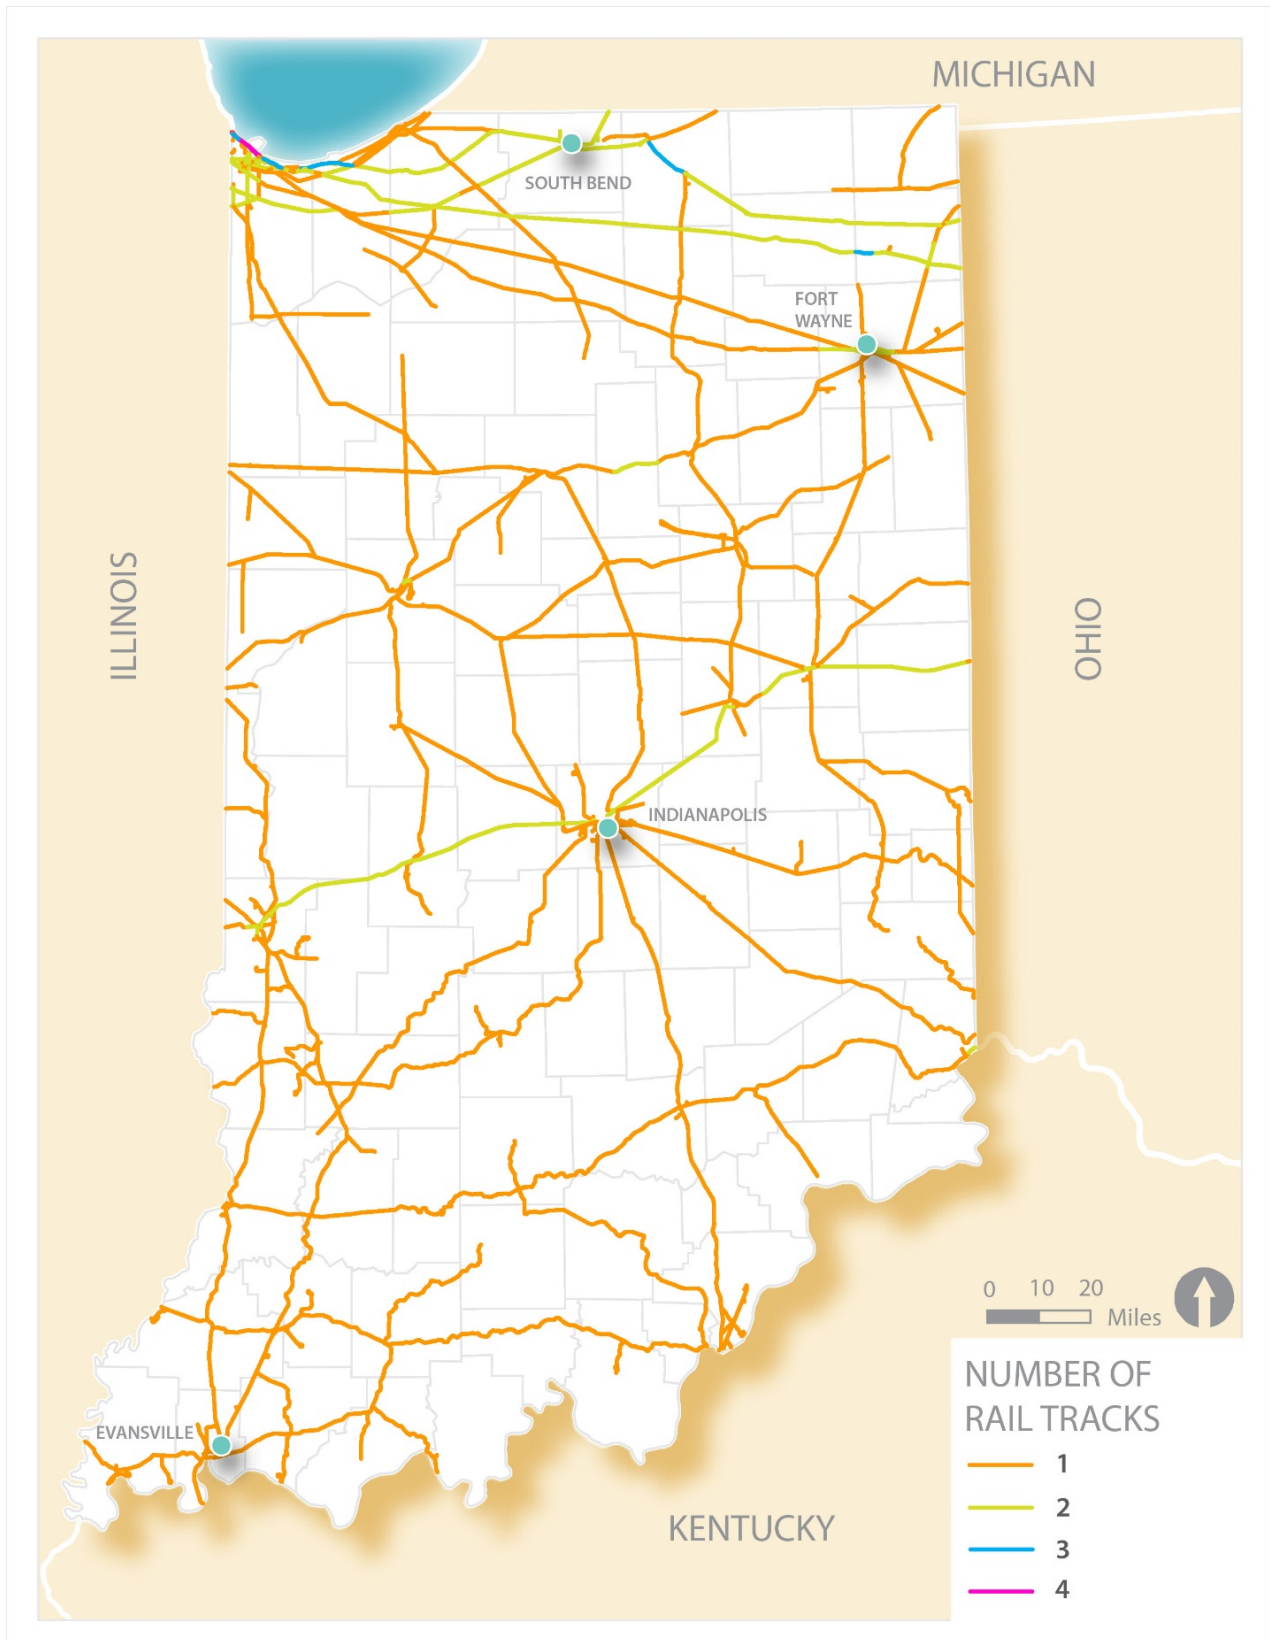 MICHIGAN
SOUTH BEND
FORT
WAYNE
ILLINOIS
OHIO
INDIANAPOLIS
0 10 20
Miles
NUMBER OF
RAIL TRACKS
1
2
3
4
EVANSVILLE
KENTUCKY